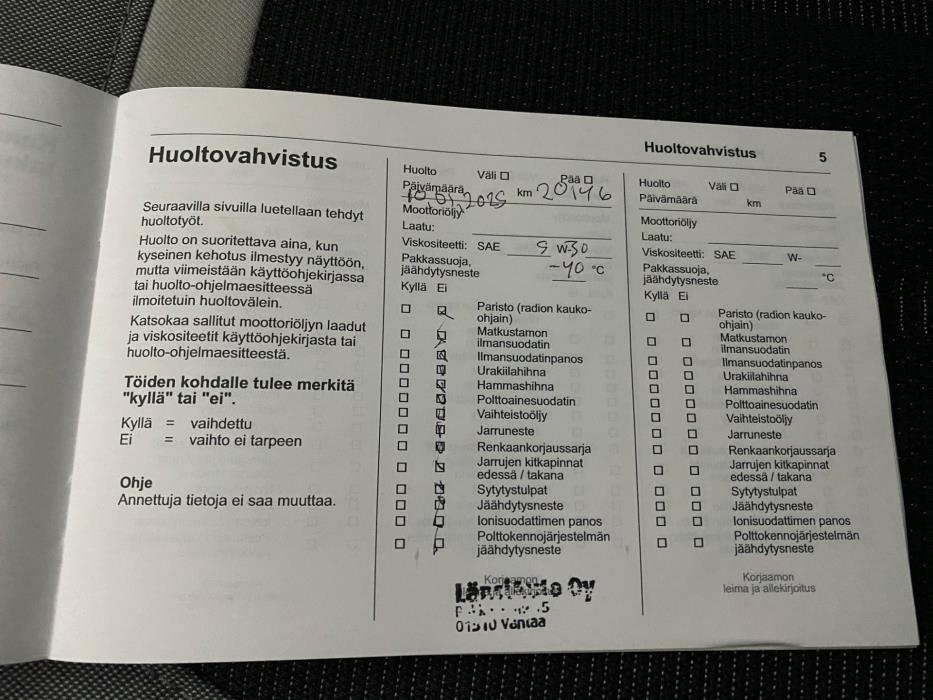 Huoltovahvistus 5
Huoltovahvistus
Seuraavilla sivuilla luetellaan tehdyt
huoltotyöt.
Huolto on suoritettava aina, kun
kyseinen kehotus ilmestyy näyttöön,
mutta viimeistään käyttöohjekirjassa
tai huolto-ohjelmaesitteessä
ilmoitetuin huoltovälein.
Katsokaa sallitut moottoriöljyn laadut
ja viskositeetit käyttöohjekirjasta tai
huolto-ohjelmaesitteestä.
Töiden kohdalle tulee merkitä
"kyllä" tai "ei".
Kyllä = vaihdettu
Ei = vaihto ei tarpeen
Ohje
Annettuja tietoja ei saa muuttaa.
Huolto Väli Pää
Päivämäärä 10.01.2025 km 20146
Moottoriöljy
Laatu:
Viskositeetti: SAE 5 W-30
Pakkassuoja,
jäähdytysneste -40 °C
Kyllä Ei
Paristo (radion kauko-
ohjain)
Matkustamon
ilmansuodatin
Ilmansuodatinpanos
Urakiilahihna
Hammashihna
Polttoainesuodatin
Vaihteistoöljy
Jarruneste
Renkaankorjaussarja
Jarrujen kitkapinnat
edessä / takana
Sytytystulpat
Jäähdytysneste
Ionisuodattimen panos
Polttokennojärjestelmän
jäähdytysneste
Korjaamon
leima ja allekirjoitus
Oy
Vantaa
Huolto Väli Pää
Päivämäärä km
Moottoriöljy
Laatu:
Viskositeetti: SAE W-
Pakkassuoja,
jäähdytysneste °C
Kyllä Ei
Paristo (radion kauko-
ohjain)
Matkustamon
ilmansuodatin
Ilmansuodatinpanos
Urakiilahihna
Hammashihna
Polttoainesuodatin
Vaihteistoöljy
Jarruneste
Renkaankorjaussarja
Jarrujen kitkapinnat
edessä / takana
Sytytystulpat
Jäähdytysneste
Ionisuodattimen panos
Polttokennojärjestelmän
jäähdytysneste
Korjaamon
leima ja allekirjoitus